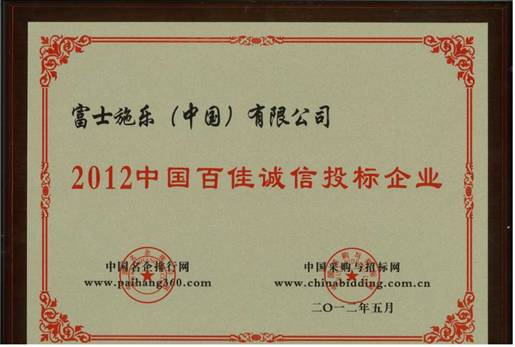 富士施乐（中国）有限公司
2012中国百佳诚信投标企业
中国名企排行网 中国采购与招标网
www.paihang360.com www.chinabidding.com.cn
二〇一二年五月